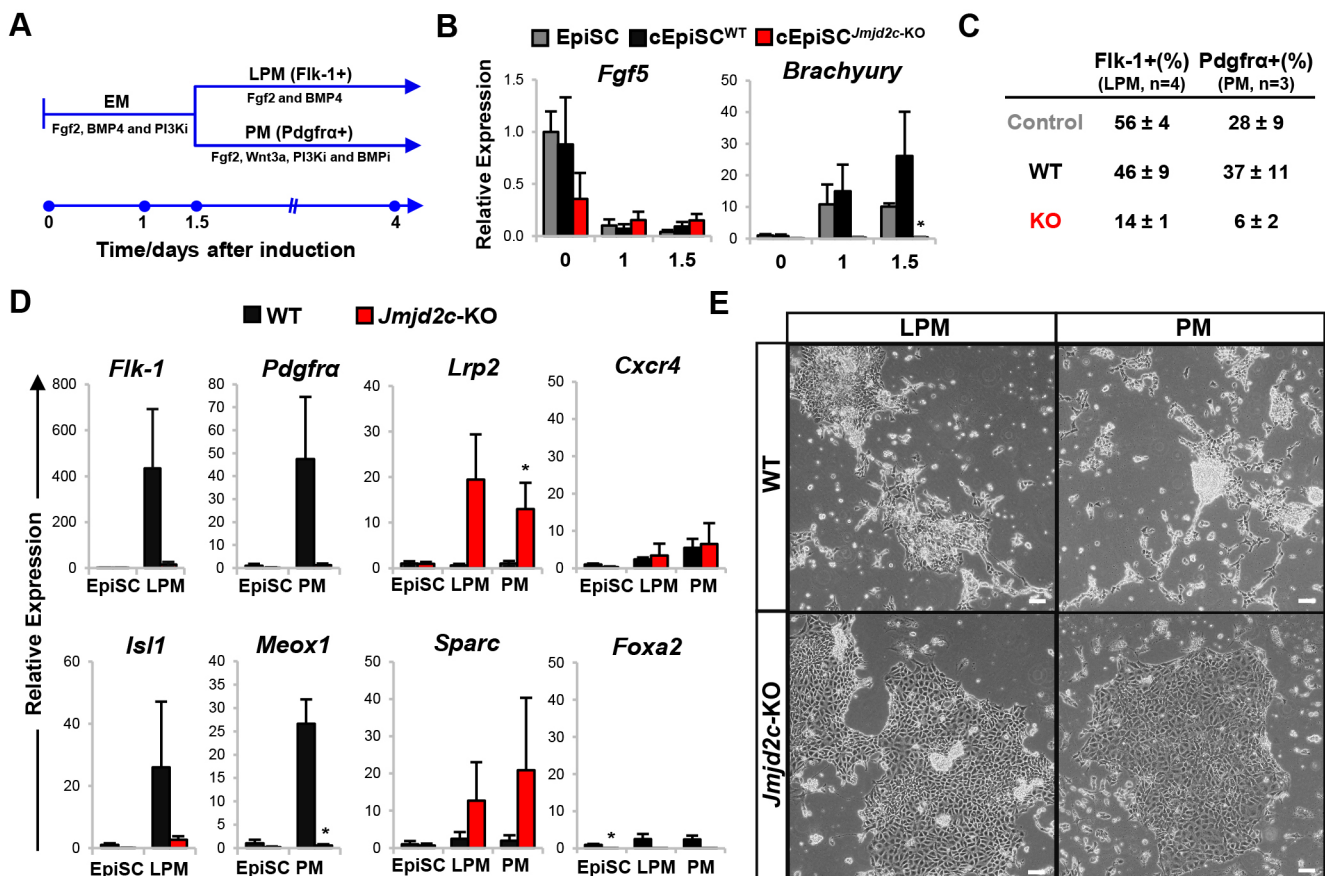 A
LPM (Flk-1+)
EM
Fgf2 and BMP4
Fgf2, BMP4 and PI3Ki
PM (Pdgfrα+)
Fgf2, Wnt3a, PI3Ki and BMPi
0 1 1.5 4
Time/days after induction
B
EpiSC cEpiSCWT cEpiSCJmjd2c-KO
Fgf5 Brachyury
Relative Expression
1.5
1.0
0.5
0.0
0 1 1.5
50
40
30
20
10
0
*
0 1 1.5
C
Flk-1+(%) Pdgfrα+(%)
(LPM, n=4) (PM, n=3)
Control 56 ± 4 28 ± 9
WT 46 ± 9 37 ± 11
KO 14 ± 1 6 ± 2
D
WT Jmjd2c-KO
Relative Expression
Flk-1
800
600
400
200
0
EpiSC LPM
Pdgfrα
80
70
60
50
40
30
20
10
0
EpiSC PM
Lrp2
40
30
20
10
0
*
EpiSC LPM PM
Cxcr4
50
40
30
20
10
0
EpiSC LPM PM
Isl1
60
40
20
0
EpiSC LPM
Meox1
40
35
30
25
20
15
10
5
0
*
EpiSC PM
Sparc
50
40
30
20
10
0
EpiSC LPM PM
Foxa2
50
40
30
20
10
0
*
EpiSC LPM PM
E
LPM PM
WT
Jmjd2c-KO